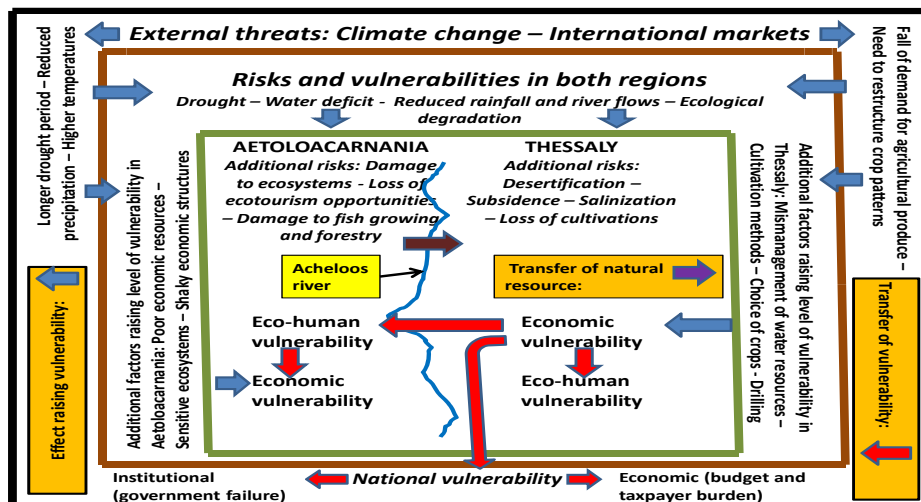 External threats: Climate change – International markets
Longer drought period – Reduced
precipitation – Higher temperatures
Fall of demand for agricultural produce –
Need to restructure crop patterns
Risks and vulnerabilities in both regions
Drought – Water deficit - Reduced rainfall and river flows – Ecological
degradation
AETOLOACARNANIA
Additional risks: Damage
to ecosystems - Loss of
ecotourism opportunities
– Damage to fish growing
and forestry
THESSALY
Additional risks:
Desertification –
Subsidence – Salinization
– Loss of cultivations
Additional factors raising level of vulnerability in
Aetoloacarnania: Poor economic resources –
Sensitive ecosystems – Shaky economic structures
Additional factors raising level of vulnerability in
Thessaly: Mismanagement of water resources –
Cultivation methods – Choice of crops - Drilling
Acheloos
river
Transfer of natural
resource:
Eco-human
vulnerability
Economic
vulnerability
Economic
vulnerability
Eco-human
vulnerability
Effect raising vulnerability:
Transfer of vulnerability:
Institutional
(government failure)
National vulnerability
Economic (budget and
taxpayer burden)